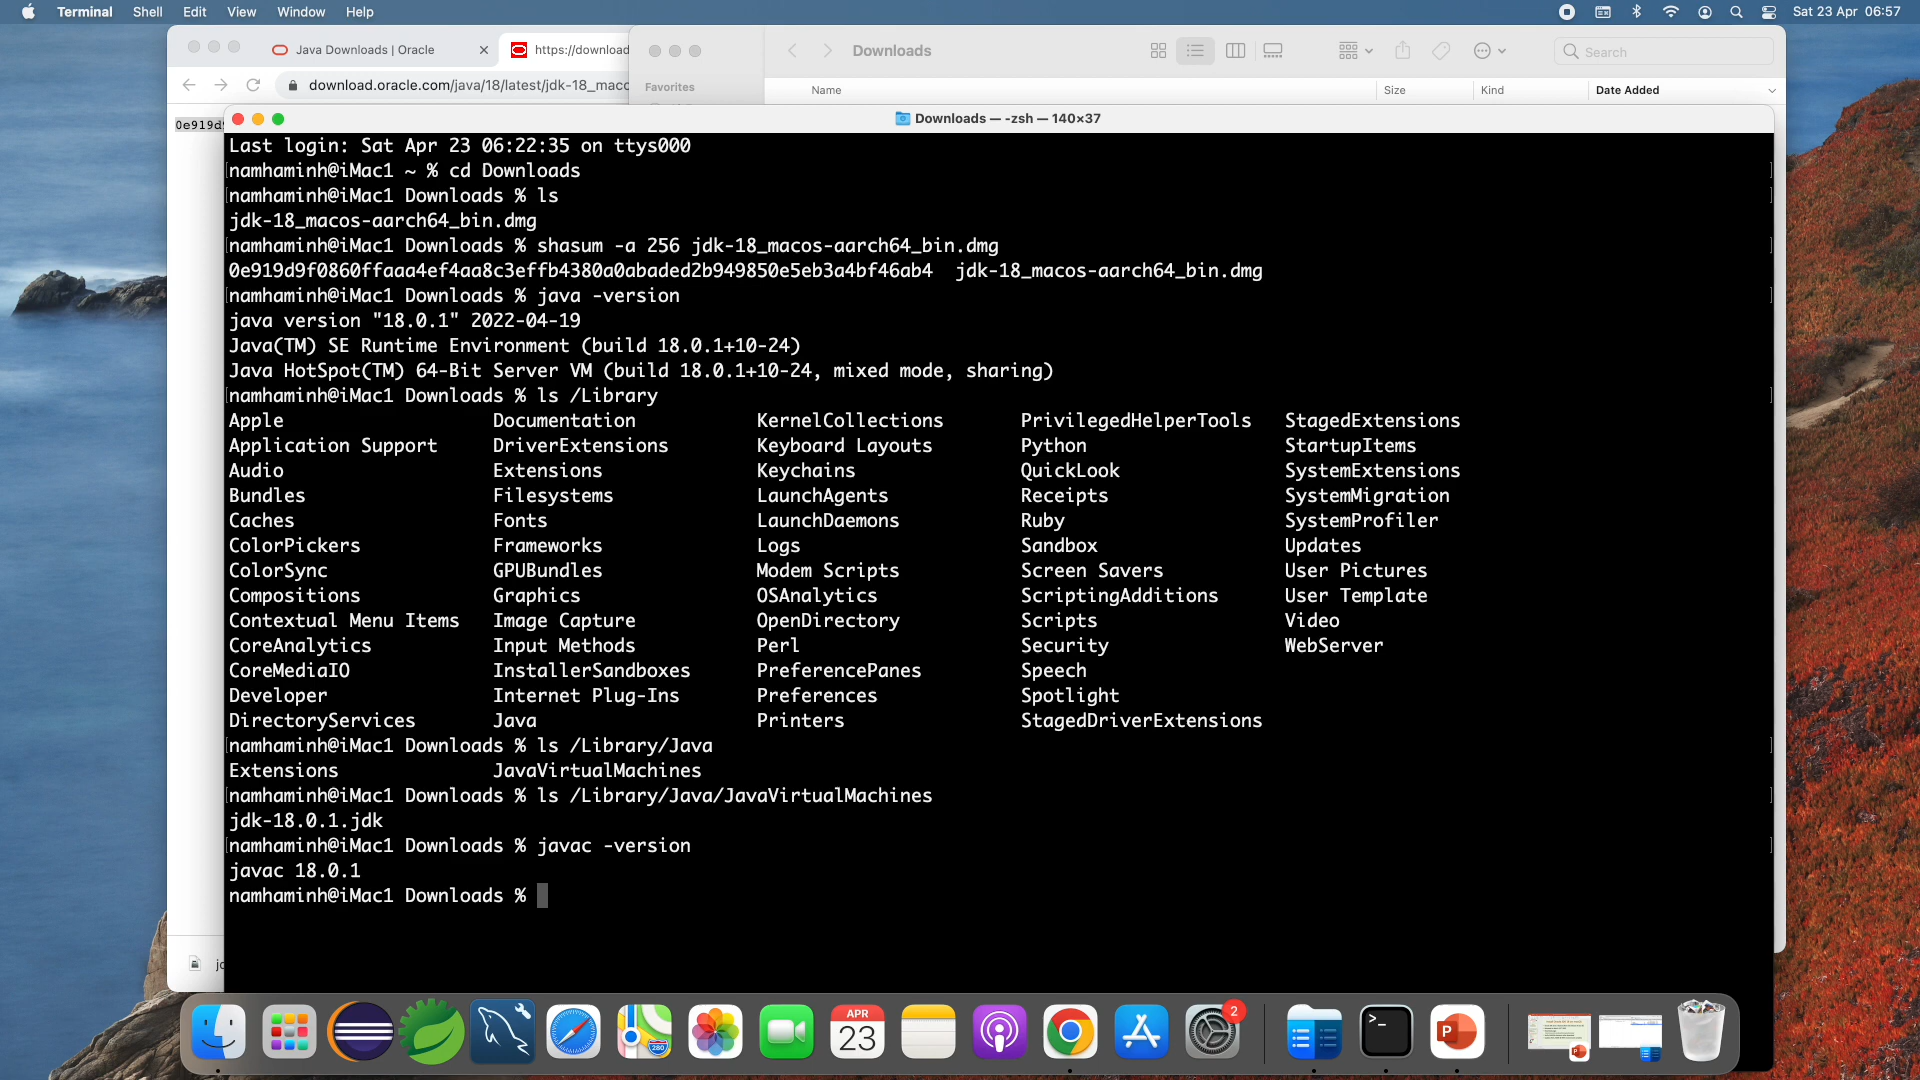 Terminal Shell Edit View Window Help Sat 23 Apr 06:57
Java Downloads | Oracle https://download
Downloads Search
download.oracle.com/java/18/latest/jdk-18_maco
Favorites
Name Size Kind Date Added
0e919d9
Downloads — -zsh — 140×37
Last login: Sat Apr 23 06:22:35 on ttys000
[namhaminh@iMac1 ~ % cd Downloads ]
[namhaminh@iMac1 Downloads % ls ]
jdk-18_macos-aarch64_bin.dmg
[namhaminh@iMac1 Downloads % shasum -a 256 jdk-18_macos-aarch64_bin.dmg ]
0e919d9f0860ffaaa4ef4aa8c3effb4380a0abaded2b949850e5eb3a4bf46ab4 jdk-18_macos-aarch64_bin.dmg
[namhaminh@iMac1 Downloads % java -version ]
java version "18.0.1" 2022-04-19
Java(TM) SE Runtime Environment (build 18.0.1+10-24)
Java HotSpot(TM) 64-Bit Server VM (build 18.0.1+10-24, mixed mode, sharing)
[namhaminh@iMac1 Downloads % ls /Library ]
Apple Documentation KernelCollections PrivilegedHelperTools StagedExtensions
Application Support DriverExtensions Keyboard Layouts Python StartupItems
Audio Extensions Keychains QuickLook SystemExtensions
Bundles Filesystems LaunchAgents Receipts SystemMigration
Caches Fonts LaunchDaemons Ruby SystemProfiler
ColorPickers Frameworks Logs Sandbox Updates
ColorSync GPUBundles Modem Scripts Screen Savers User Pictures
Compositions Graphics OSAnalytics ScriptingAdditions User Template
Contextual Menu Items Image Capture OpenDirectory Scripts Video
CoreAnalytics Input Methods Perl Security WebServer
CoreMediaIO InstallerSandboxes PreferencePanes Speech
Developer Internet Plug-Ins Preferences Spotlight
DirectoryServices Java Printers StagedDriverExtensions
[namhaminh@iMac1 Downloads % ls /Library/Java ]
Extensions JavaVirtualMachines
[namhaminh@iMac1 Downloads % ls /Library/Java/JavaVirtualMachines ]
jdk-18.0.1.jdk
[namhaminh@iMac1 Downloads % javac -version ]
javac 18.0.1
namhaminh@iMac1 Downloads %
APR
23
280
2
>_
P